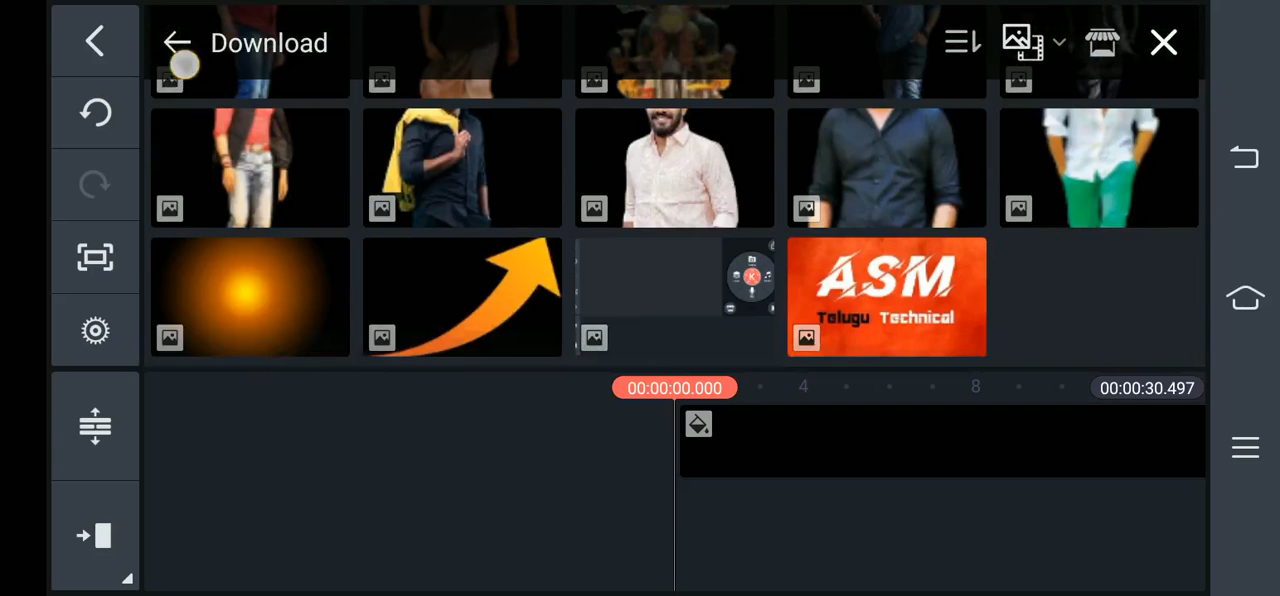 Download
ASM
Telugu Technical
K
00:00:00.000
4
8
00:00:30.497